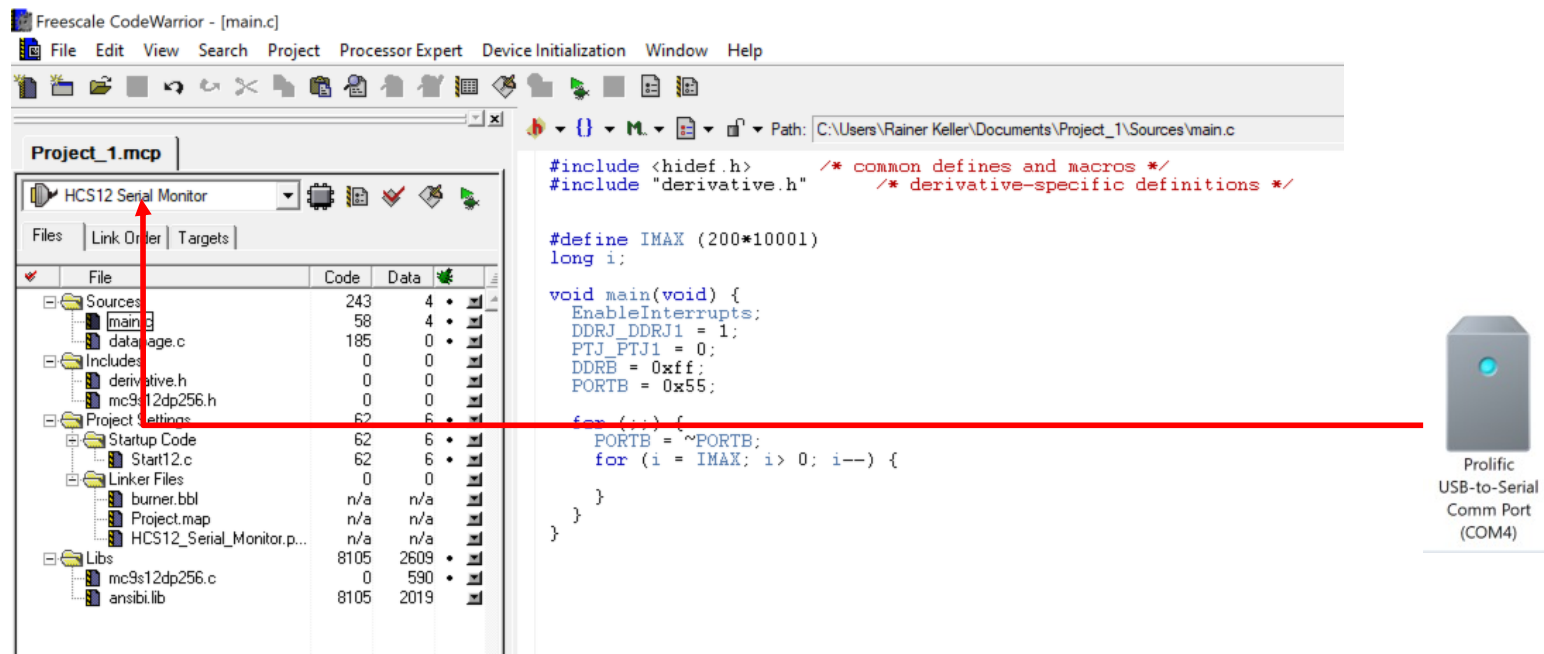 Freescale CodeWarrior - [main.c]
File Edit View Search Project Processor Expert Device Initialization Window Help
Path: C:\Users\Rainer Keller\Documents\Project_1\Sources\main.c
Project_1.mcp
HCS12 Serial Monitor
Files Link Order Targets
File Code Data
Sources 243 4
main.c 58 4
datapage.c 185 0
Includes 0 0
derivative.h 0 0
mc9s12dp256.h 0 0
Project Settings 62 6
Startup Code 62 6
Start12.c 62 6
Linker Files 0 0
burner.bbl n/a n/a
Project.map n/a n/a
HCS12_Serial_Monitor.p... n/a n/a
Libs 8105 2609
mc9s12dp256.c 0 590
ansibi.lib 8105 2019
#include <hidef.h> /* common defines and macros */
#include "derivative.h" /* derivative-specific definitions */
#define IMAX (200*1000l)
long i;
void main(void) {
EnableInterrupts;
DDRJ_DDRJ1 = 1;
PTJ_PTJ1 = 0;
DDRB = 0xff;
PORTB = 0x55;
for (;;) {
PORTB = ~PORTB;
for (i = IMAX; i> 0; i--) {
}
}
}
Prolific
USB-to-Serial
Comm Port
(COM4)